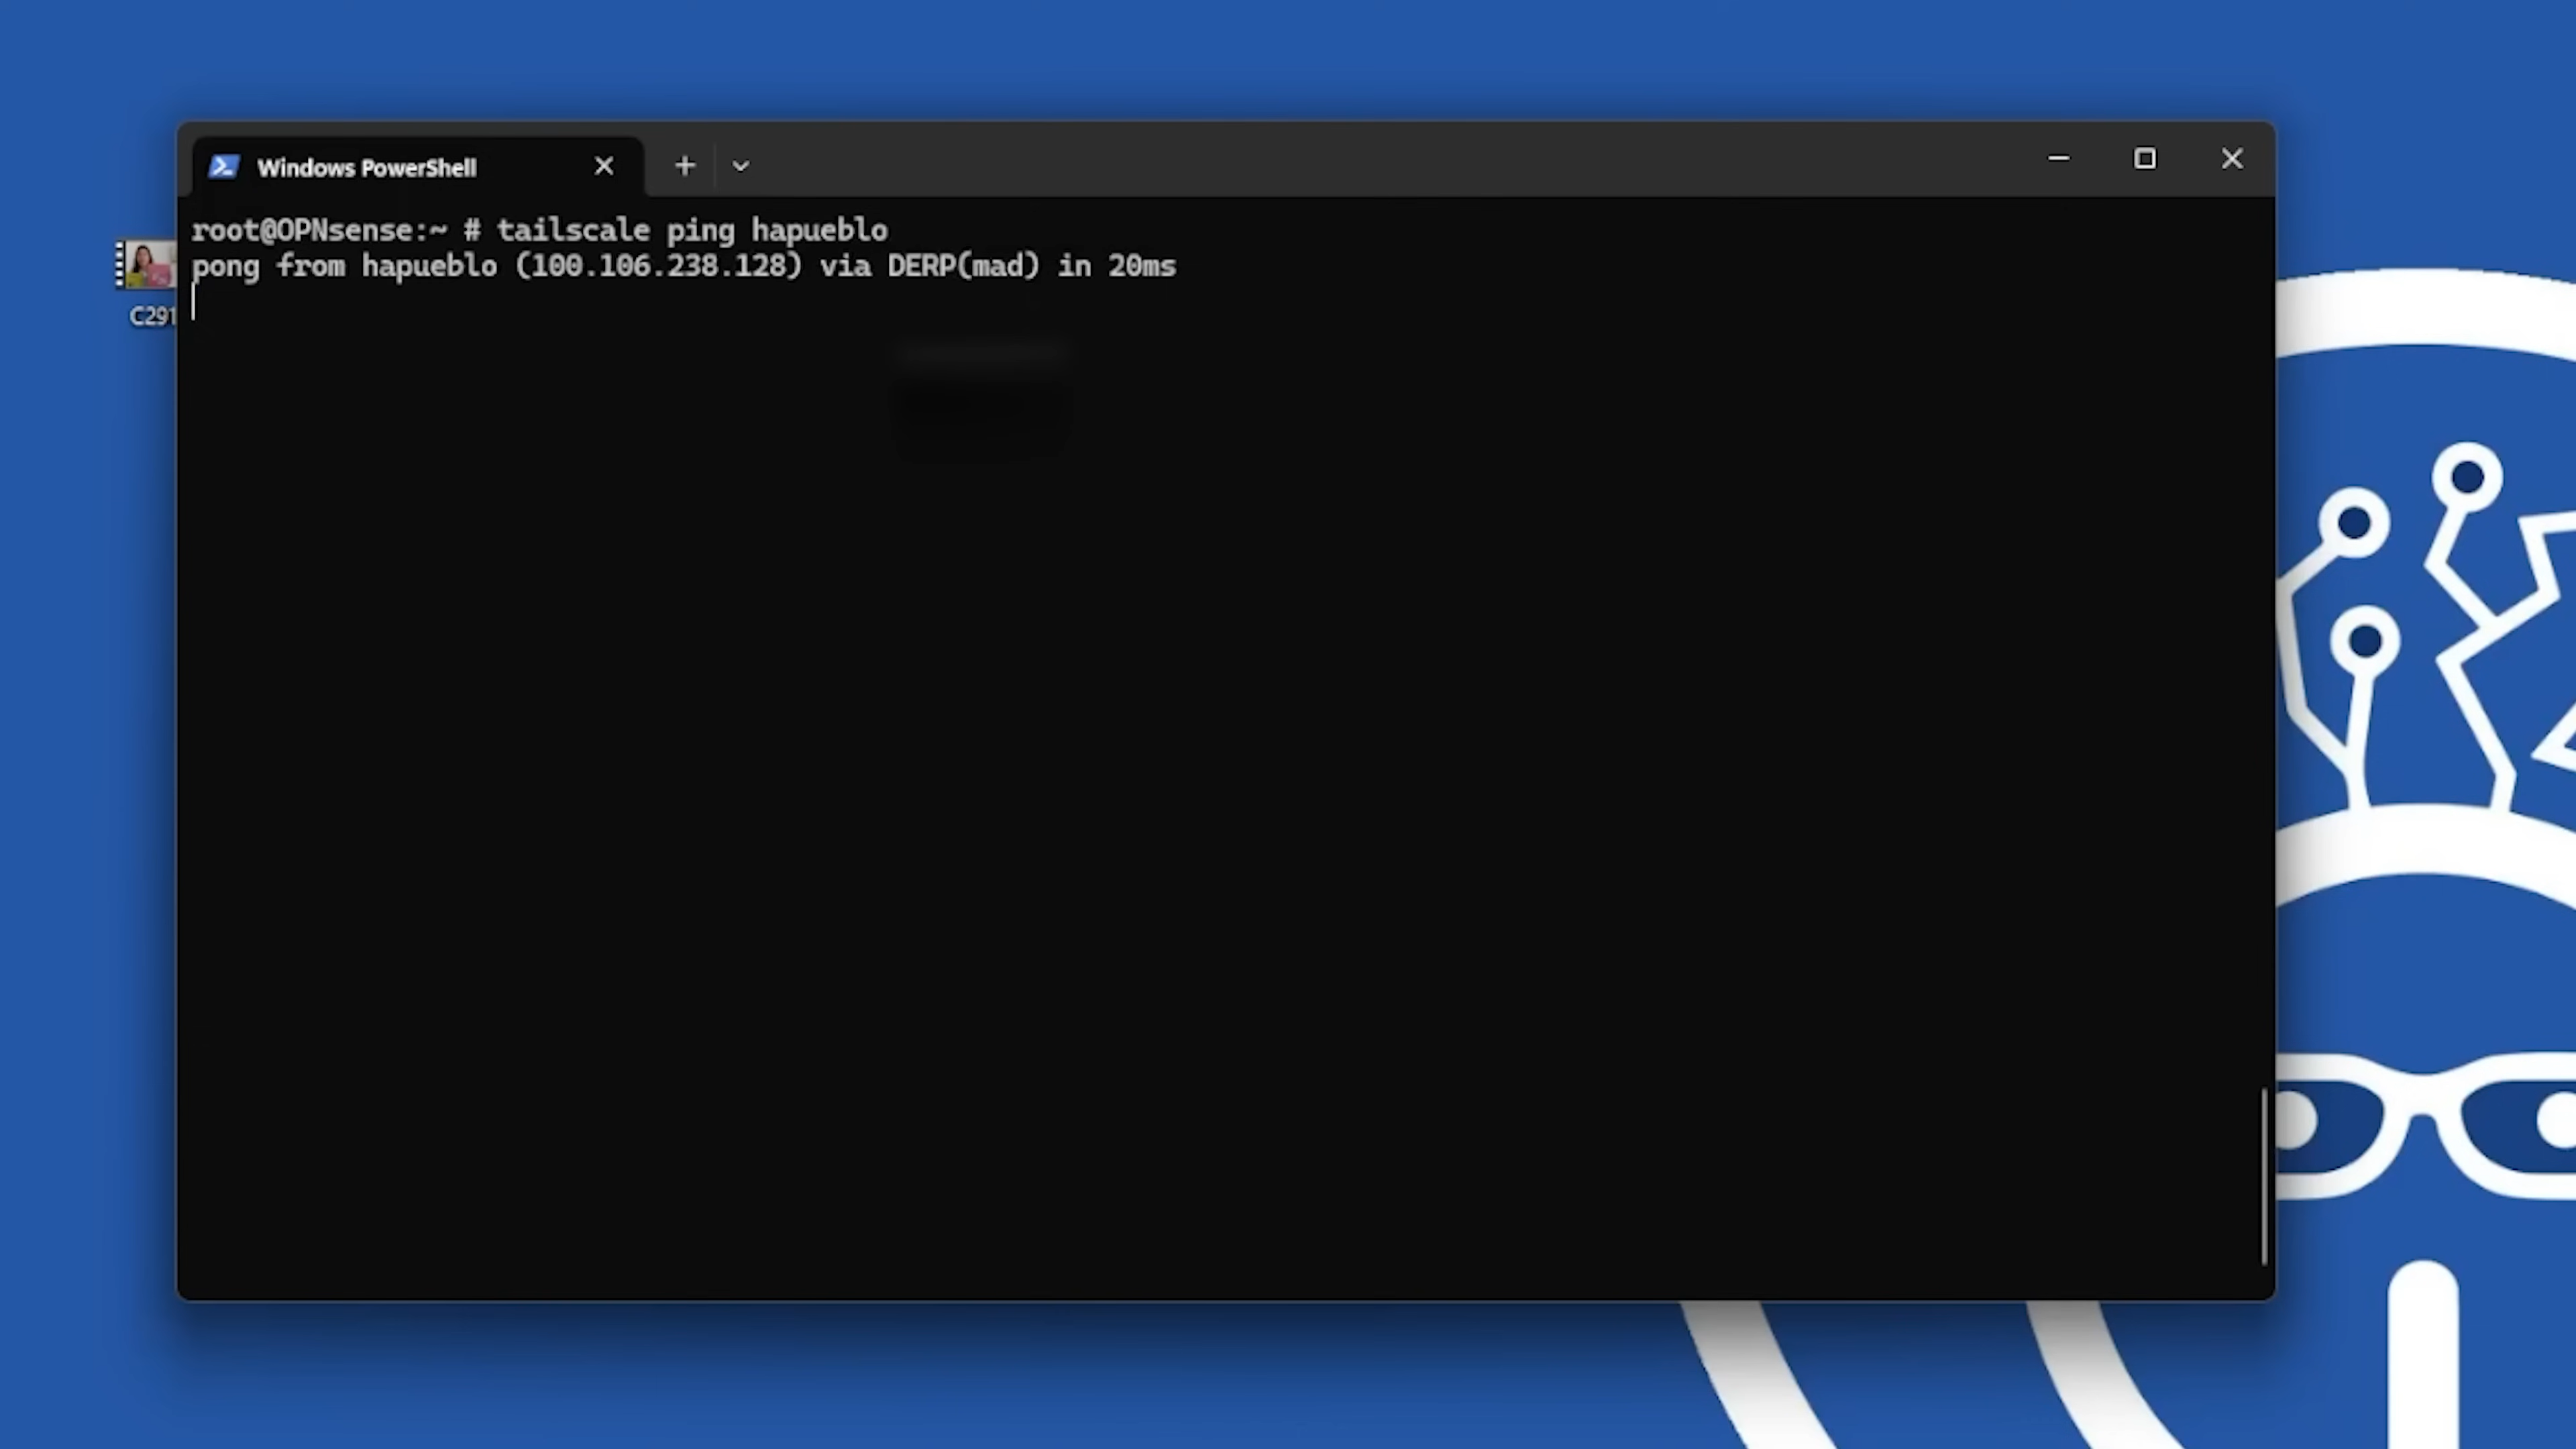 Windows PowerShell
root@OPNsense:~ # tailscale ping hapueblo
pong from hapueblo (100.106.238.128) via DERP(mad) in 20ms
C291